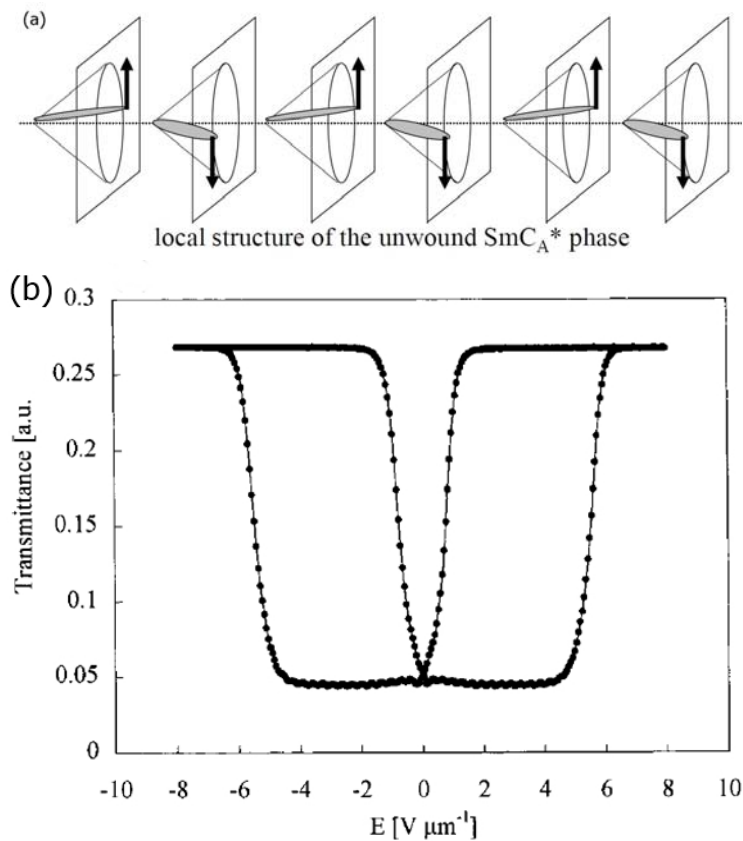 (a)
local structure of the unwound SmC_A* phase
(b)
0.3
0.25
0.2
0.15
0.1
0.05
0
Transmittance [a.u.
-10 -8 -6 -4 -2 0 2 4 6 8 10
E [V μm⁻¹]